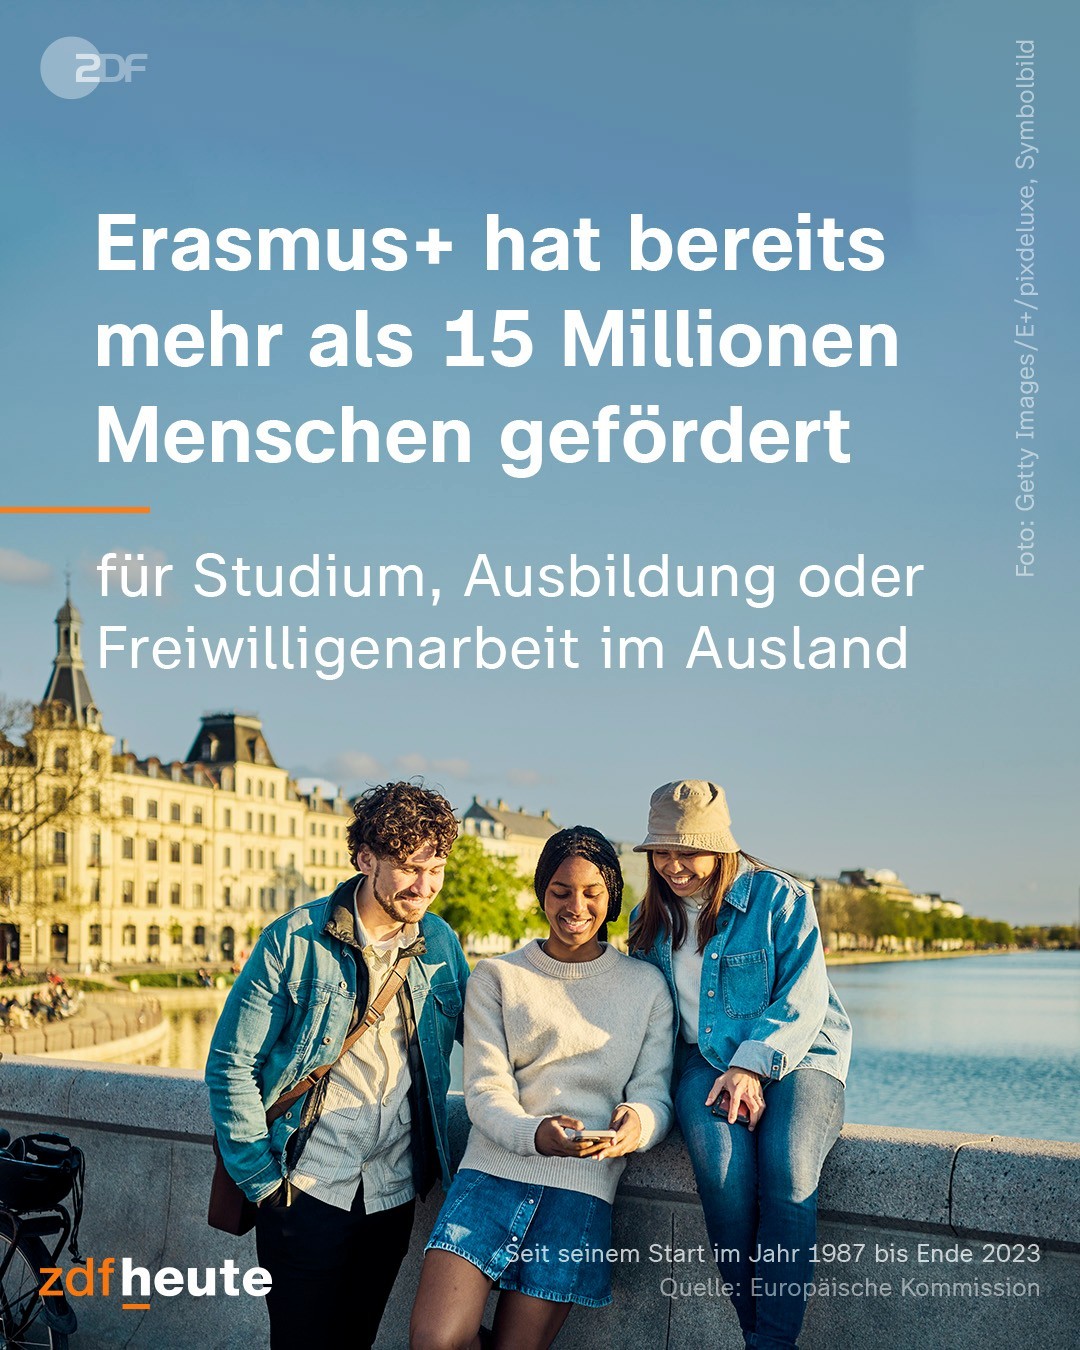 ZDF
Foto: Getty Images/E+/pixdeluxe, Symbolbild
Erasmus+ hat bereits
mehr als 15 Millionen
Menschen gefördert
für Studium, Ausbildung oder
Freiwilligenarbeit im Ausland
Seit seinem Start im Jahr 1987 bis Ende 2023
Quelle: Europäische Kommission
zdfheute